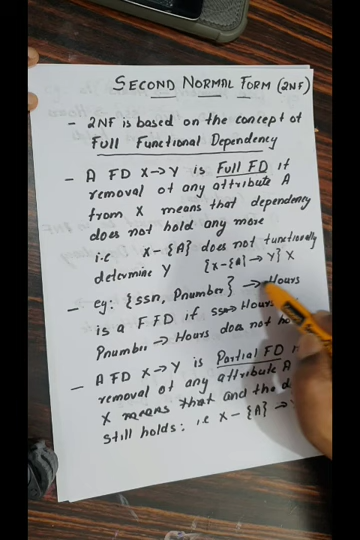 SECOND NORMAL FORM (2NF)
- 2NF is based on the concept of
Full Functional Dependency
- A FD X→Y is Full FD if
removal of any attribute A
from X means that dependency
does not hold any more
i.e X-{A} does not functionally
determine Y {X-{A} → Y} X
- eg: {ssn, Pnumber} → Hours
is a FFD if ssn→ Hours
Pnumber → Hours does not
- A FD X→Y is Partial FD
removal of any attribute A
X means that and the
still holds: i.e X-{A} →